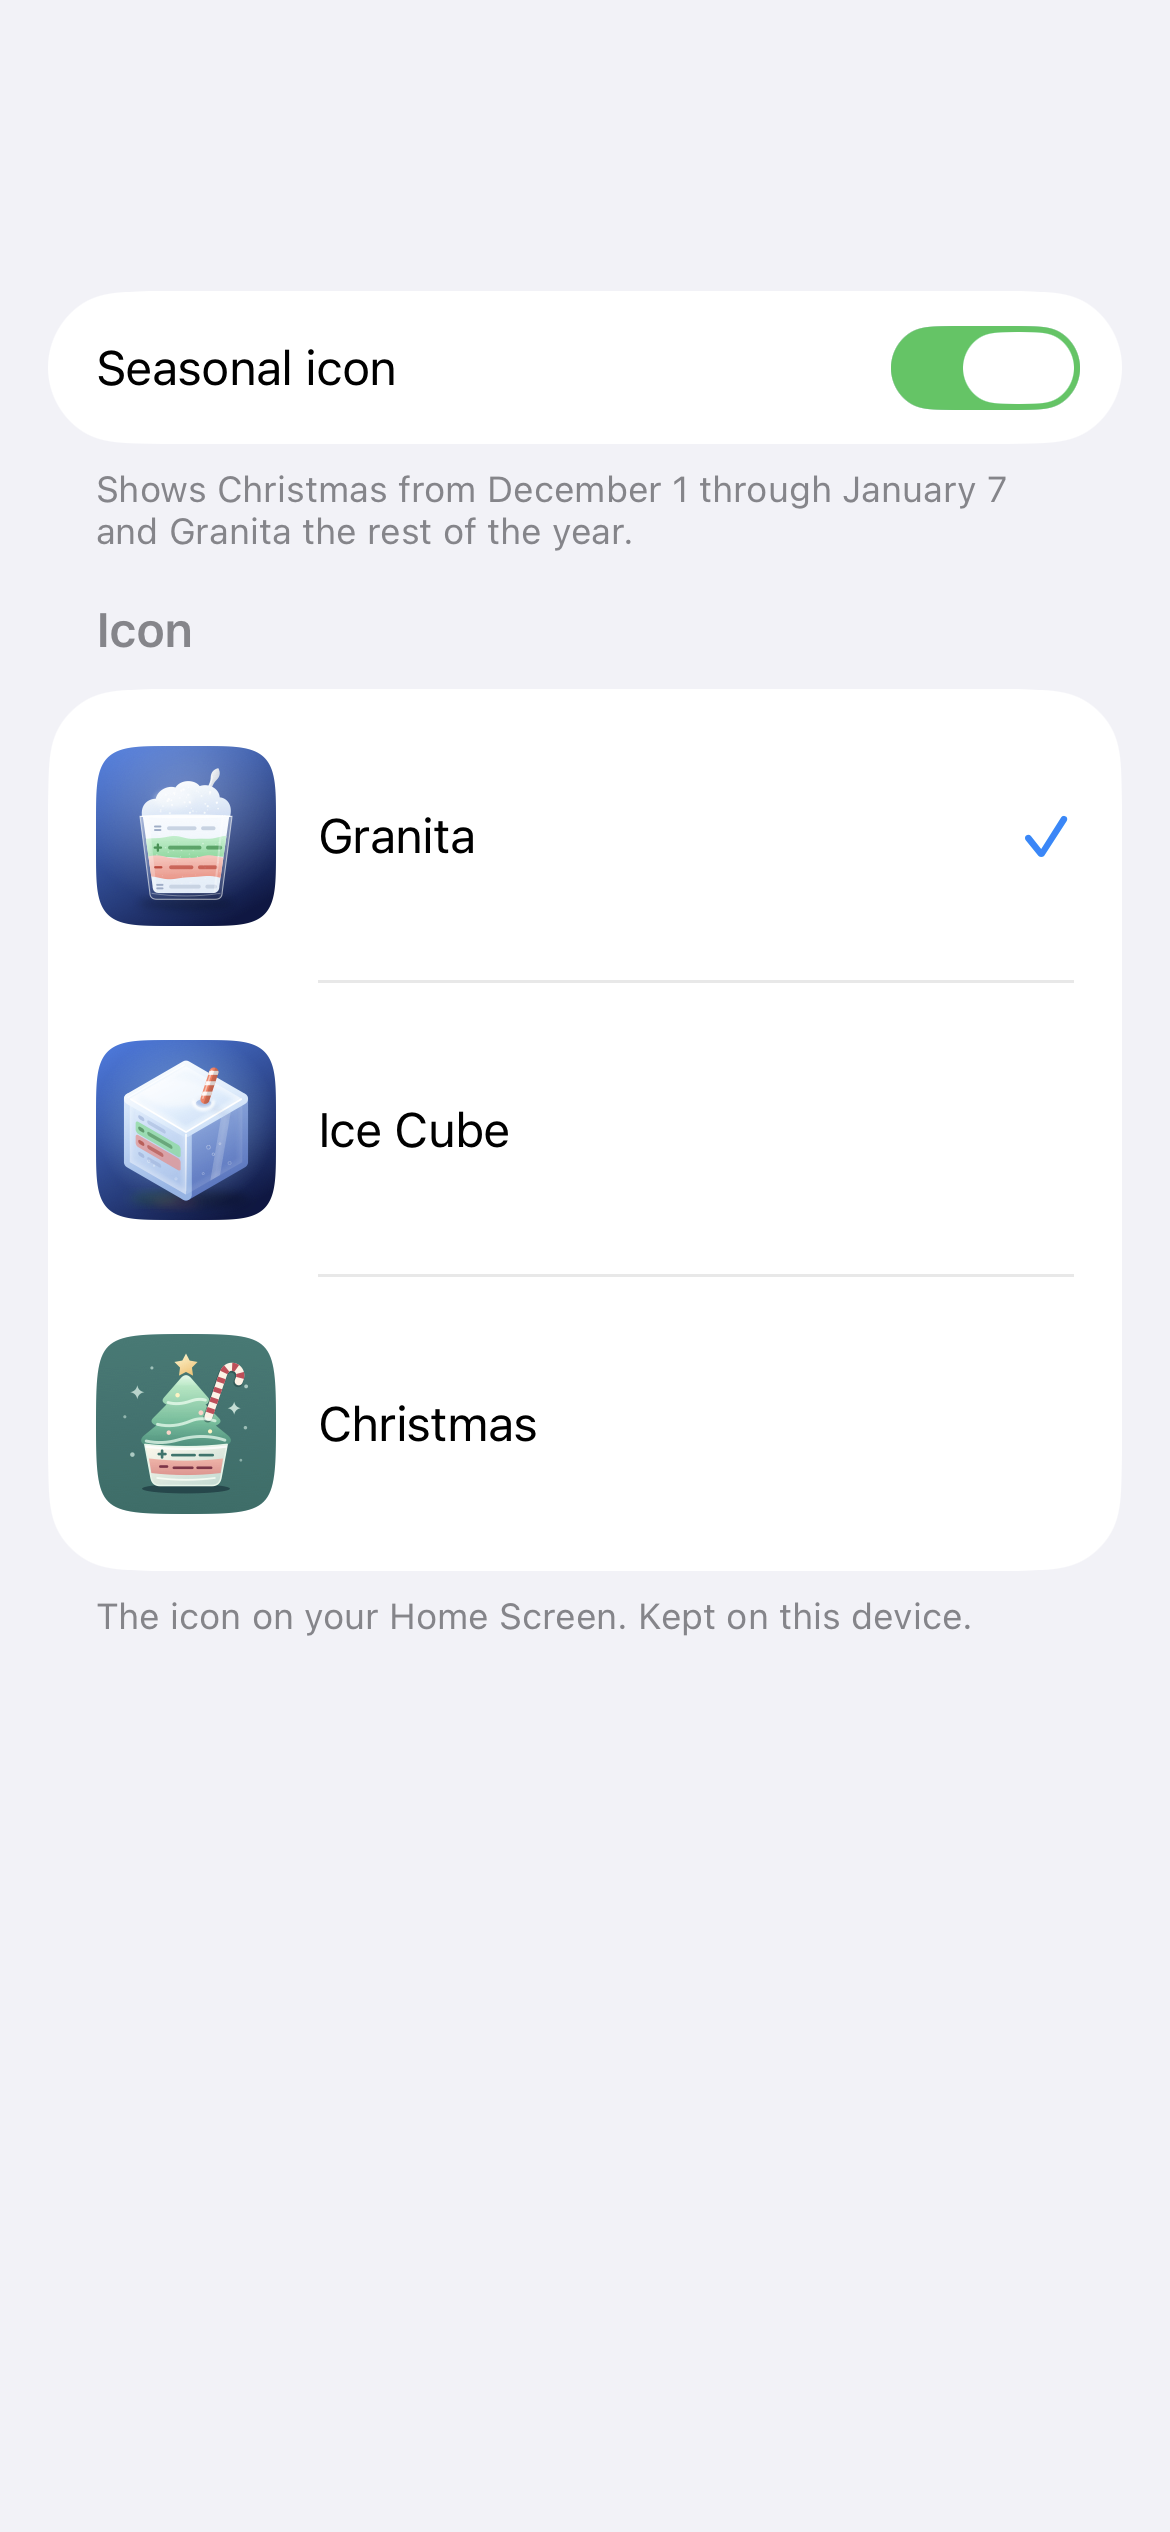 Seasonal icon
Shows Christmas from December 1 through January 7
and Granita the rest of the year.
Icon
Granita
Ice Cube
Christmas
The icon on your Home Screen. Kept on this device.